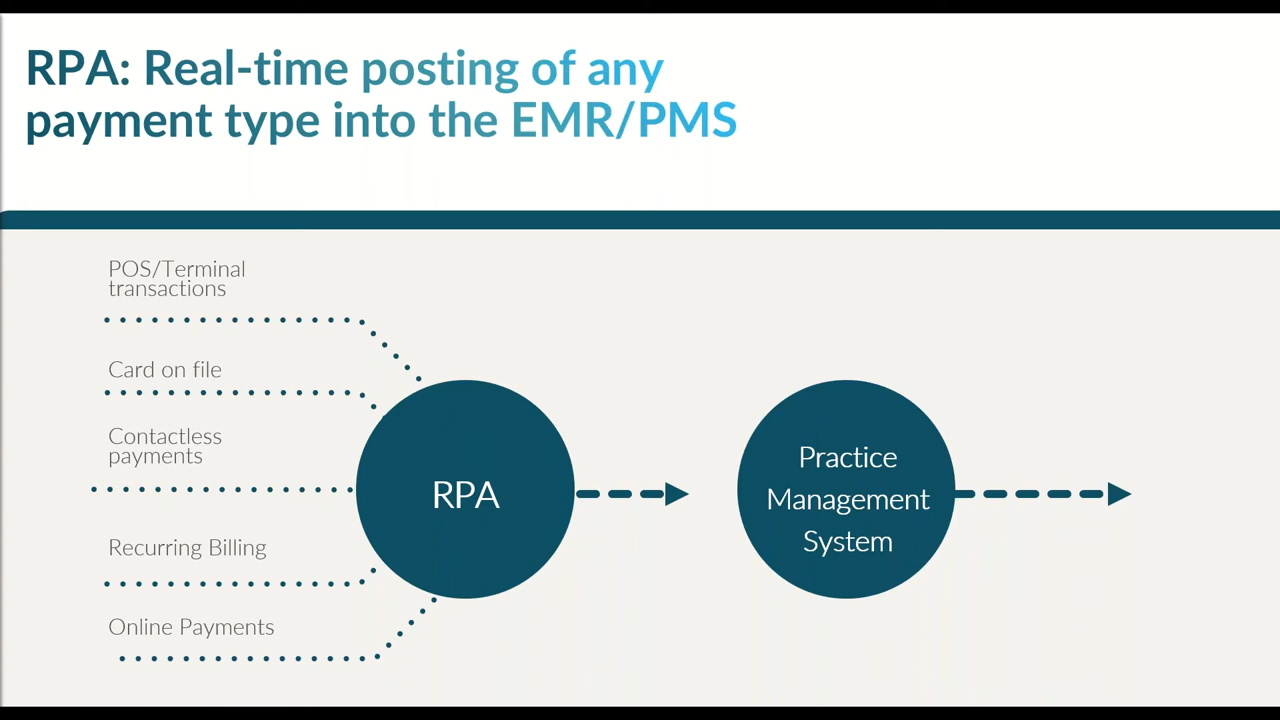 RPA: Real-time posting of any
payment type into the EMR/PMS
POS/Terminal
transactions
Card on file
Contactless
payments
Recurring Billing
Online Payments
RPA
Practice
Management
System